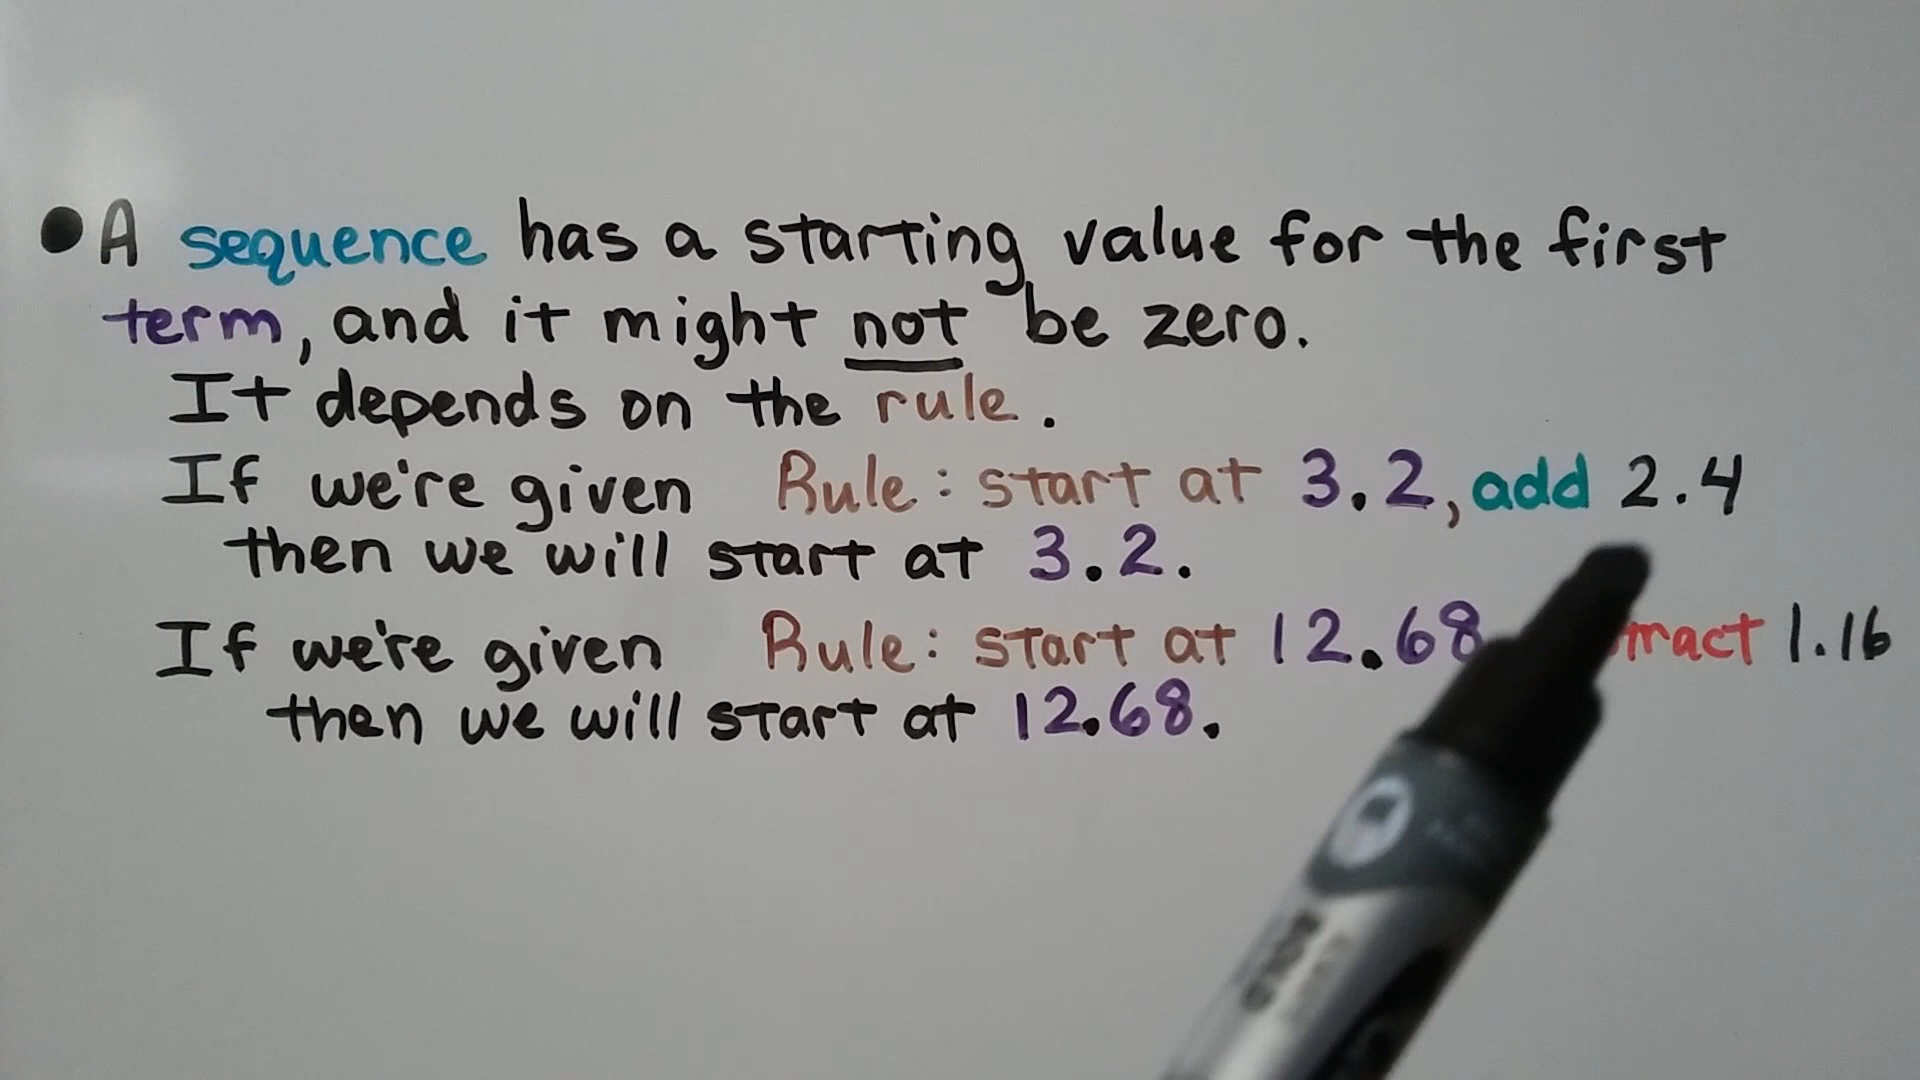 A sequence has a starting value for the first
term, and it might not be zero.
It depends on the rule.
If we're given Rule: start at 3.2, add 2.4
then we will start at 3.2.
If we're given Rule: start at 12.68 1.16
then we will start at 12.68.